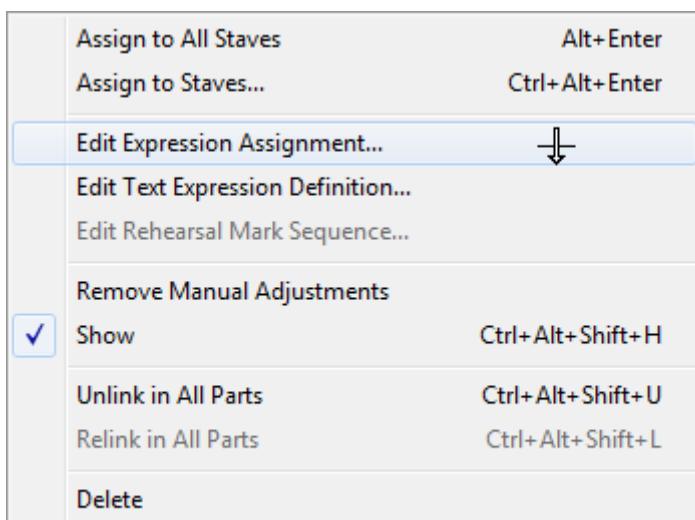 Assign to All Staves Alt+Enter
Assign to Staves... Ctrl+Alt+Enter
Edit Expression Assignment...
Edit Text Expression Definition...
Edit Rehearsal Mark Sequence...
Remove Manual Adjustments
Show Ctrl+Alt+Shift+H
Unlink in All Parts Ctrl+Alt+Shift+U
Relink in All Parts Ctrl+Alt+Shift+L
Delete